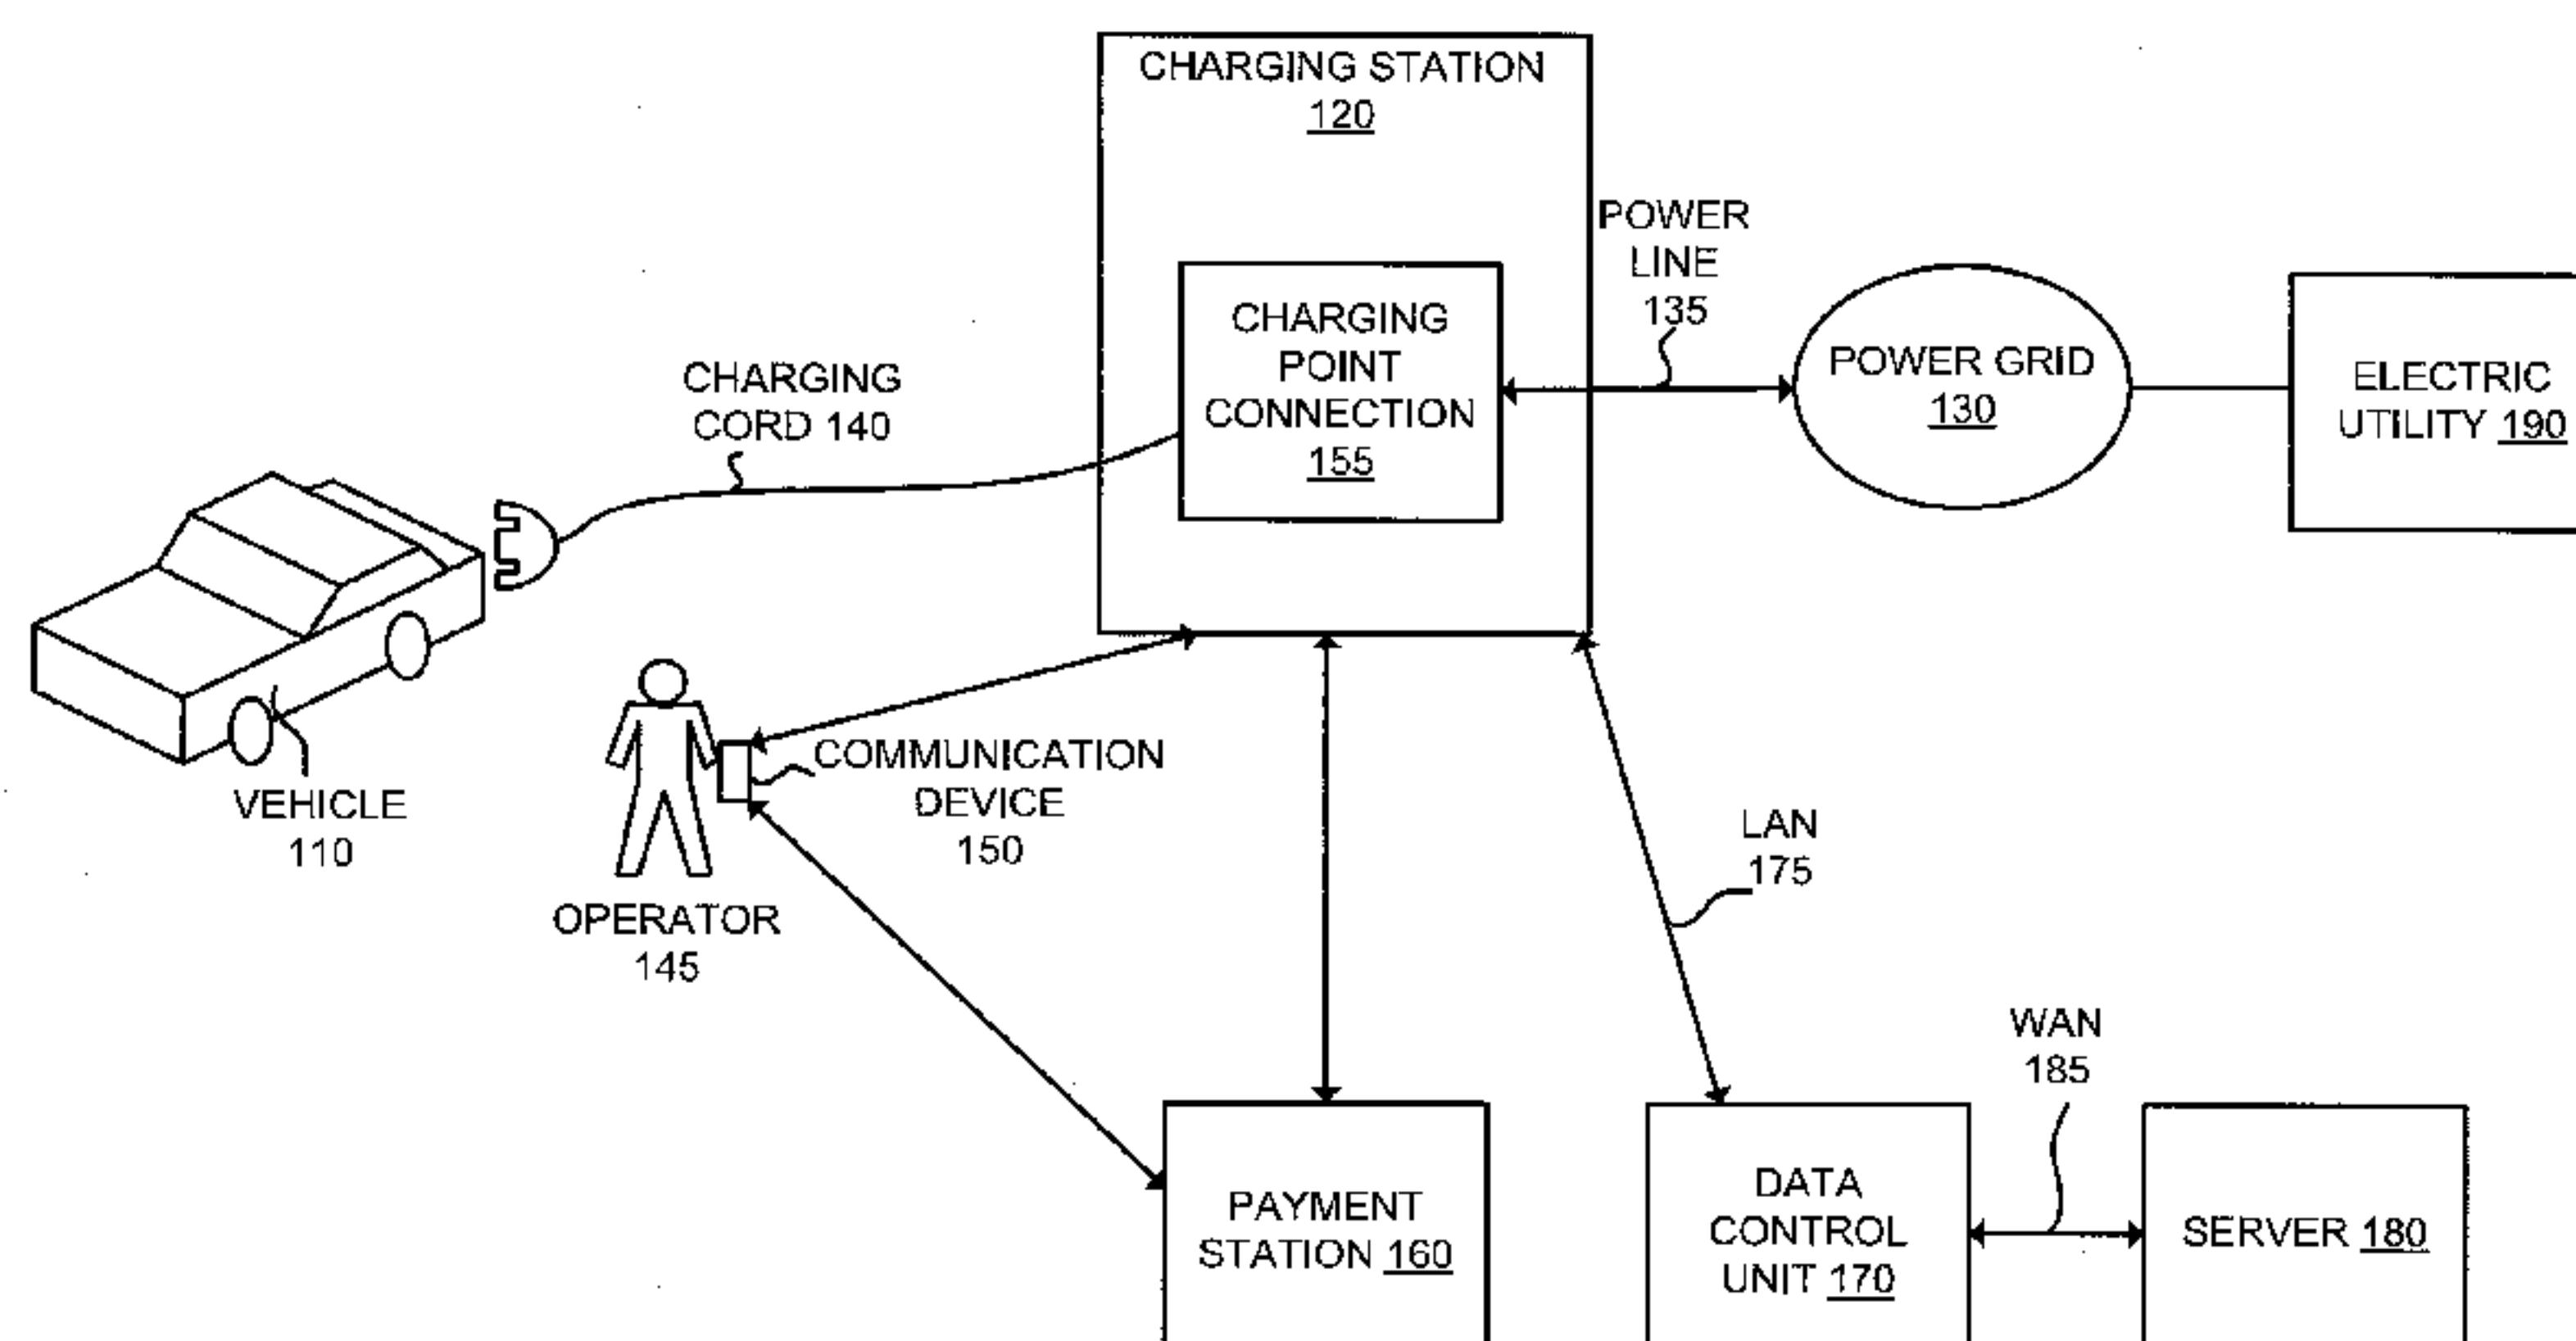 CHARGING STATION
120
POWER
LINE
135
CHARGING
POINT
CONNECTION
155
POWER GRID
130
ELECTRIC
UTILITY 190
CHARGING
CORD 140
VEHICLE
110
COMMUNICATION
DEVICE
150
OPERATOR
145
LAN
175
WAN
185
PAYMENT
STATION 160
DATA
CONTROL
UNIT 170
SERVER 180